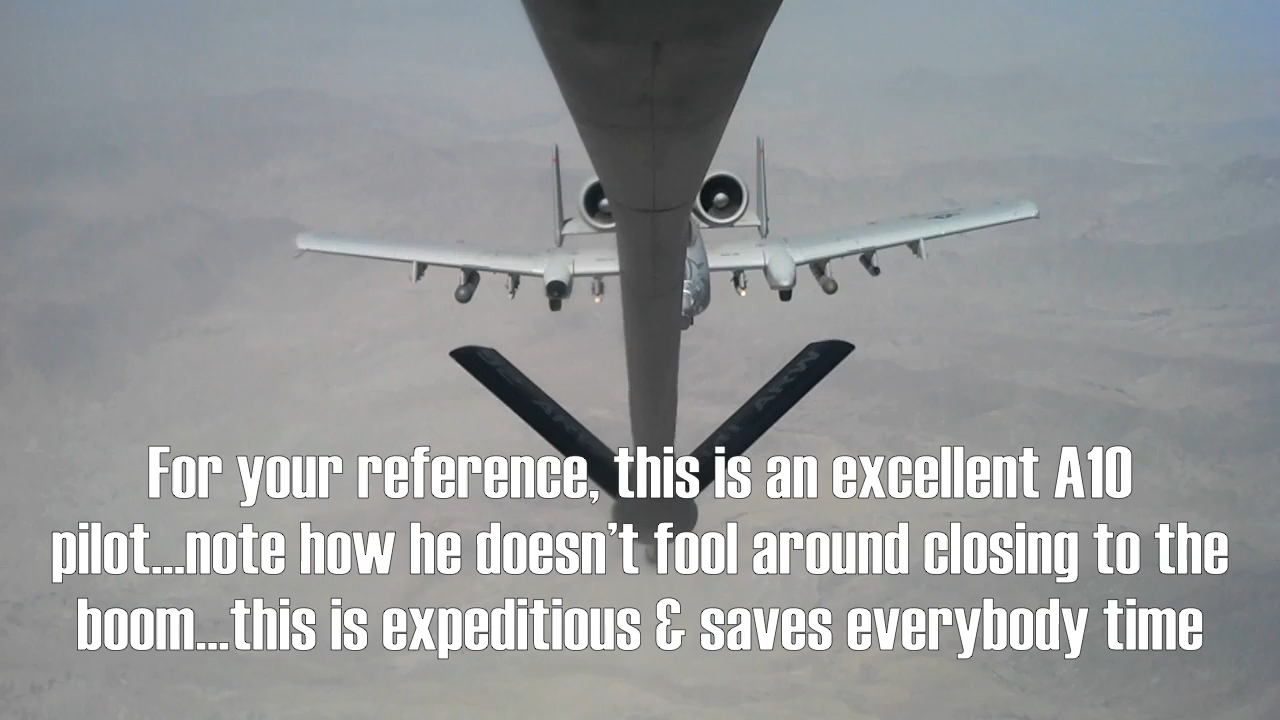 For your reference, this is an excellent A10
pilot...note how he doesn't fool around closing to the
boom...this is expeditious & saves everybody time
ARW